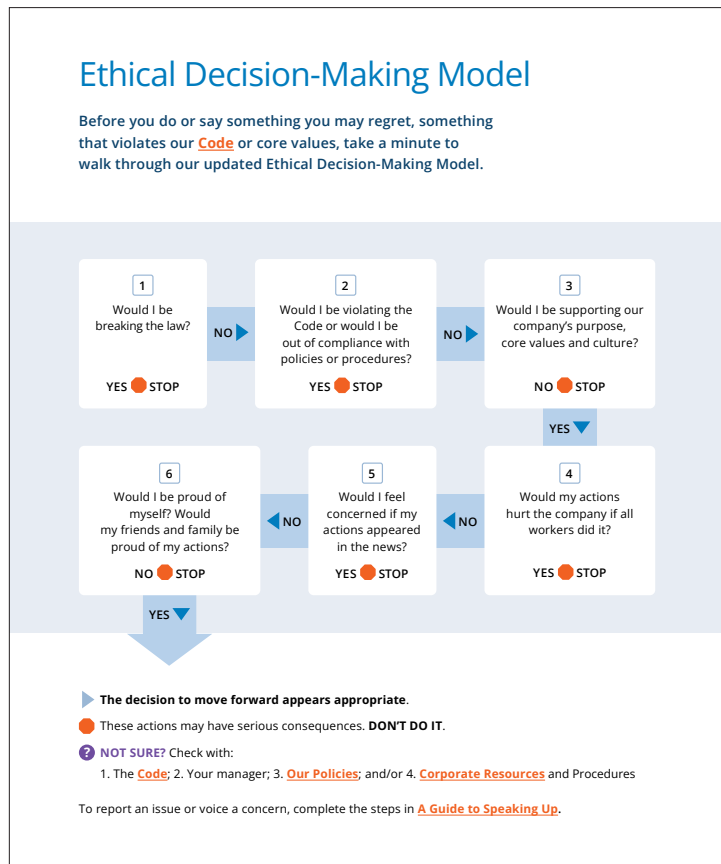 Ethical Decision-Making Model
Before you do or say something you may regret, something
that violates our Code or core values, take a minute to
walk through our updated Ethical Decision-Making Model.
1
Would I be
breaking the law?
YES STOP
NO
2
Would I be violating the
Code or would I be
out of compliance with
policies or procedures?
YES STOP
NO
3
Would I be supporting our
company’s purpose,
core values and culture?
NO STOP
YES
4
Would my actions
hurt the company if all
workers did it?
YES STOP
NO
5
Would I feel
concerned if my
actions appeared
in the news?
YES STOP
NO
6
Would I be proud of
myself? Would
my friends and family be
proud of my actions?
NO STOP
YES
The decision to move forward appears appropriate.
These actions may have serious consequences. DON’T DO IT.
? NOT SURE? Check with:
1. The Code; 2. Your manager; 3. Our Policies; and/or 4. Corporate Resources and Procedures
To report an issue or voice a concern, complete the steps in A Guide to Speaking Up.